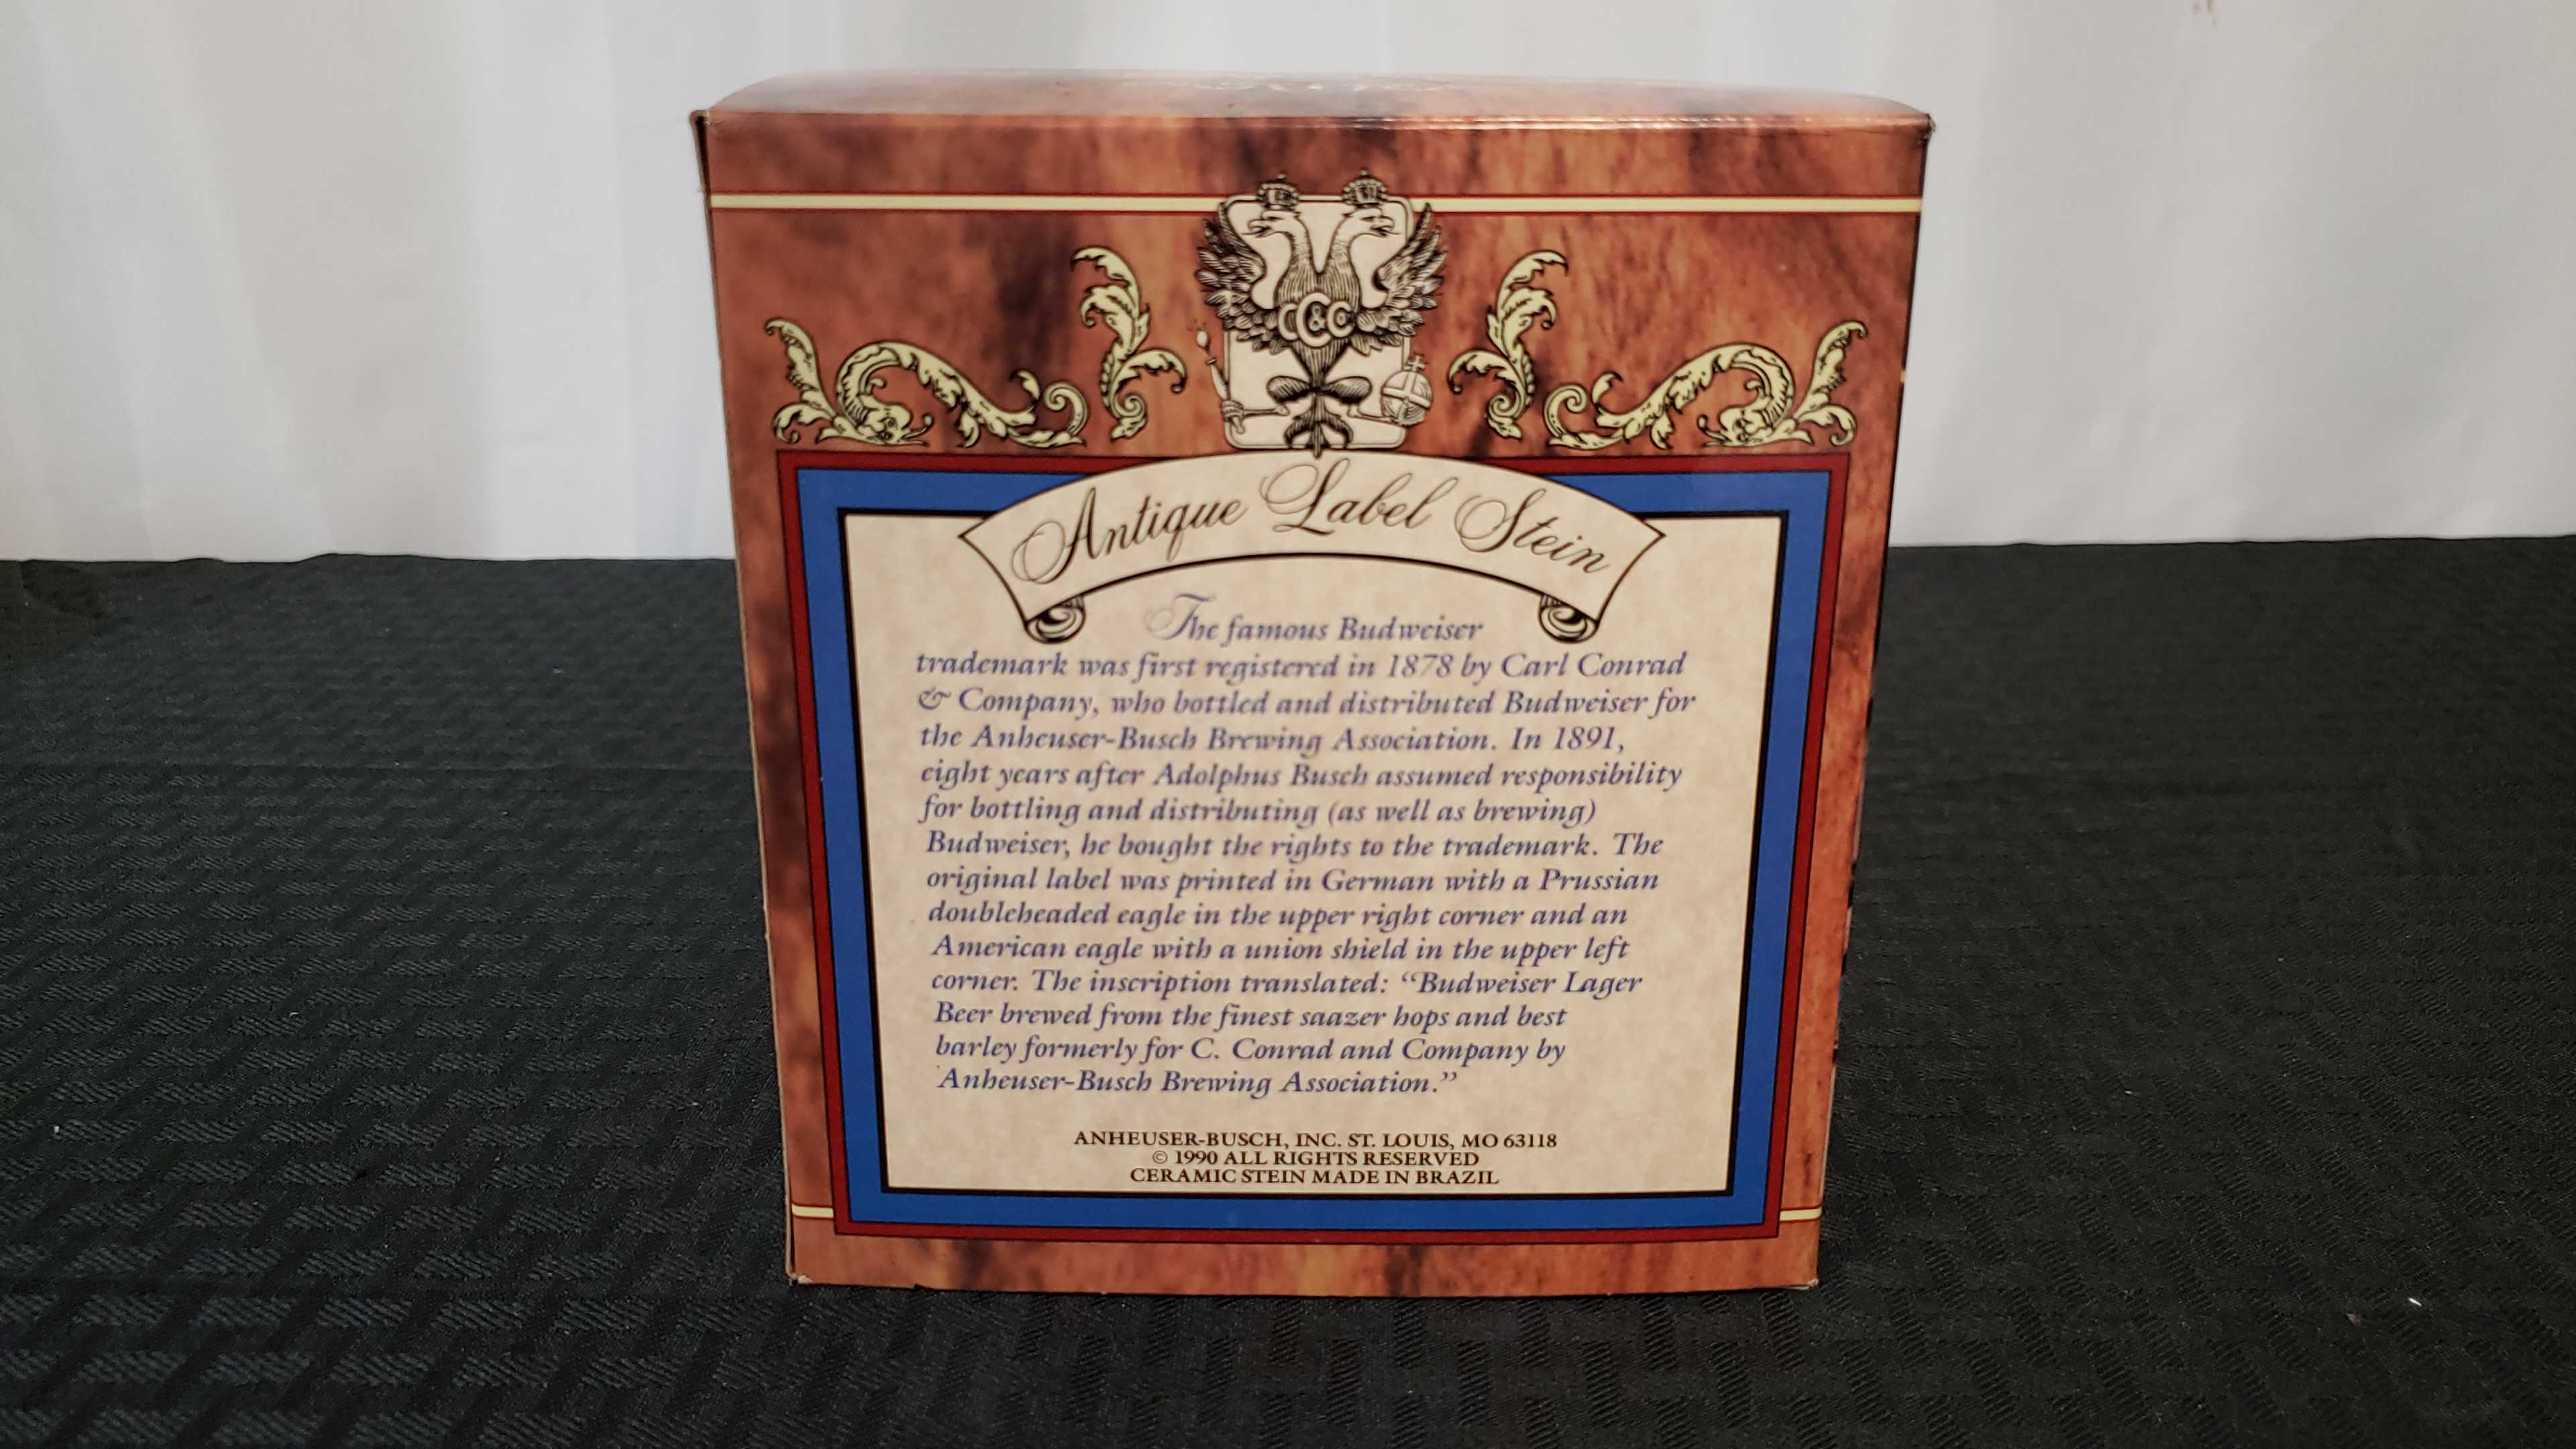 CC&C
Antique Label Stein
The famous Budweiser
trademark was first registered in 1878 by Carl Conrad
& Company, who bottled and distributed Budweiser for
the Anheuser-Busch Brewing Association. In 1891,
eight years after Adolphus Busch assumed responsibility
for bottling and distributing (as well as brewing)
Budweiser, he bought the rights to the trademark. The
original label was printed in German with a Prussian
doubleheaded eagle in the upper right corner and an
American eagle with a union shield in the upper left
corner. The inscription translated: “Budweiser Lager
Beer brewed from the finest saazer hops and best
barley formerly for C. Conrad and Company by
Anheuser-Busch Brewing Association.”
ANHEUSER-BUSCH, INC. ST. LOUIS, MO 63118
© 1990 ALL RIGHTS RESERVED
CERAMIC STEIN MADE IN BRAZIL